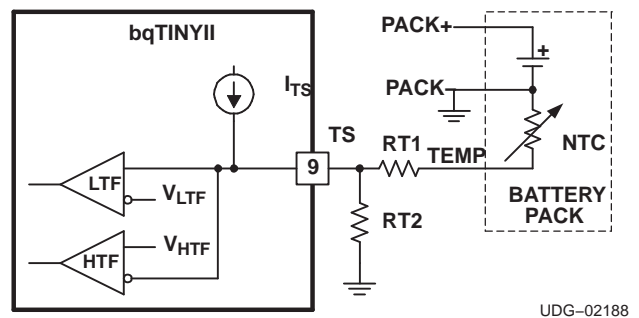 bqTINYII
PACK+
+
ITS
PACK-
TS
RT1
TEMP
NTC
9
LTF
VLTF
BATTERY
PACK
RT2
VHTF
HTF
UDG–02188